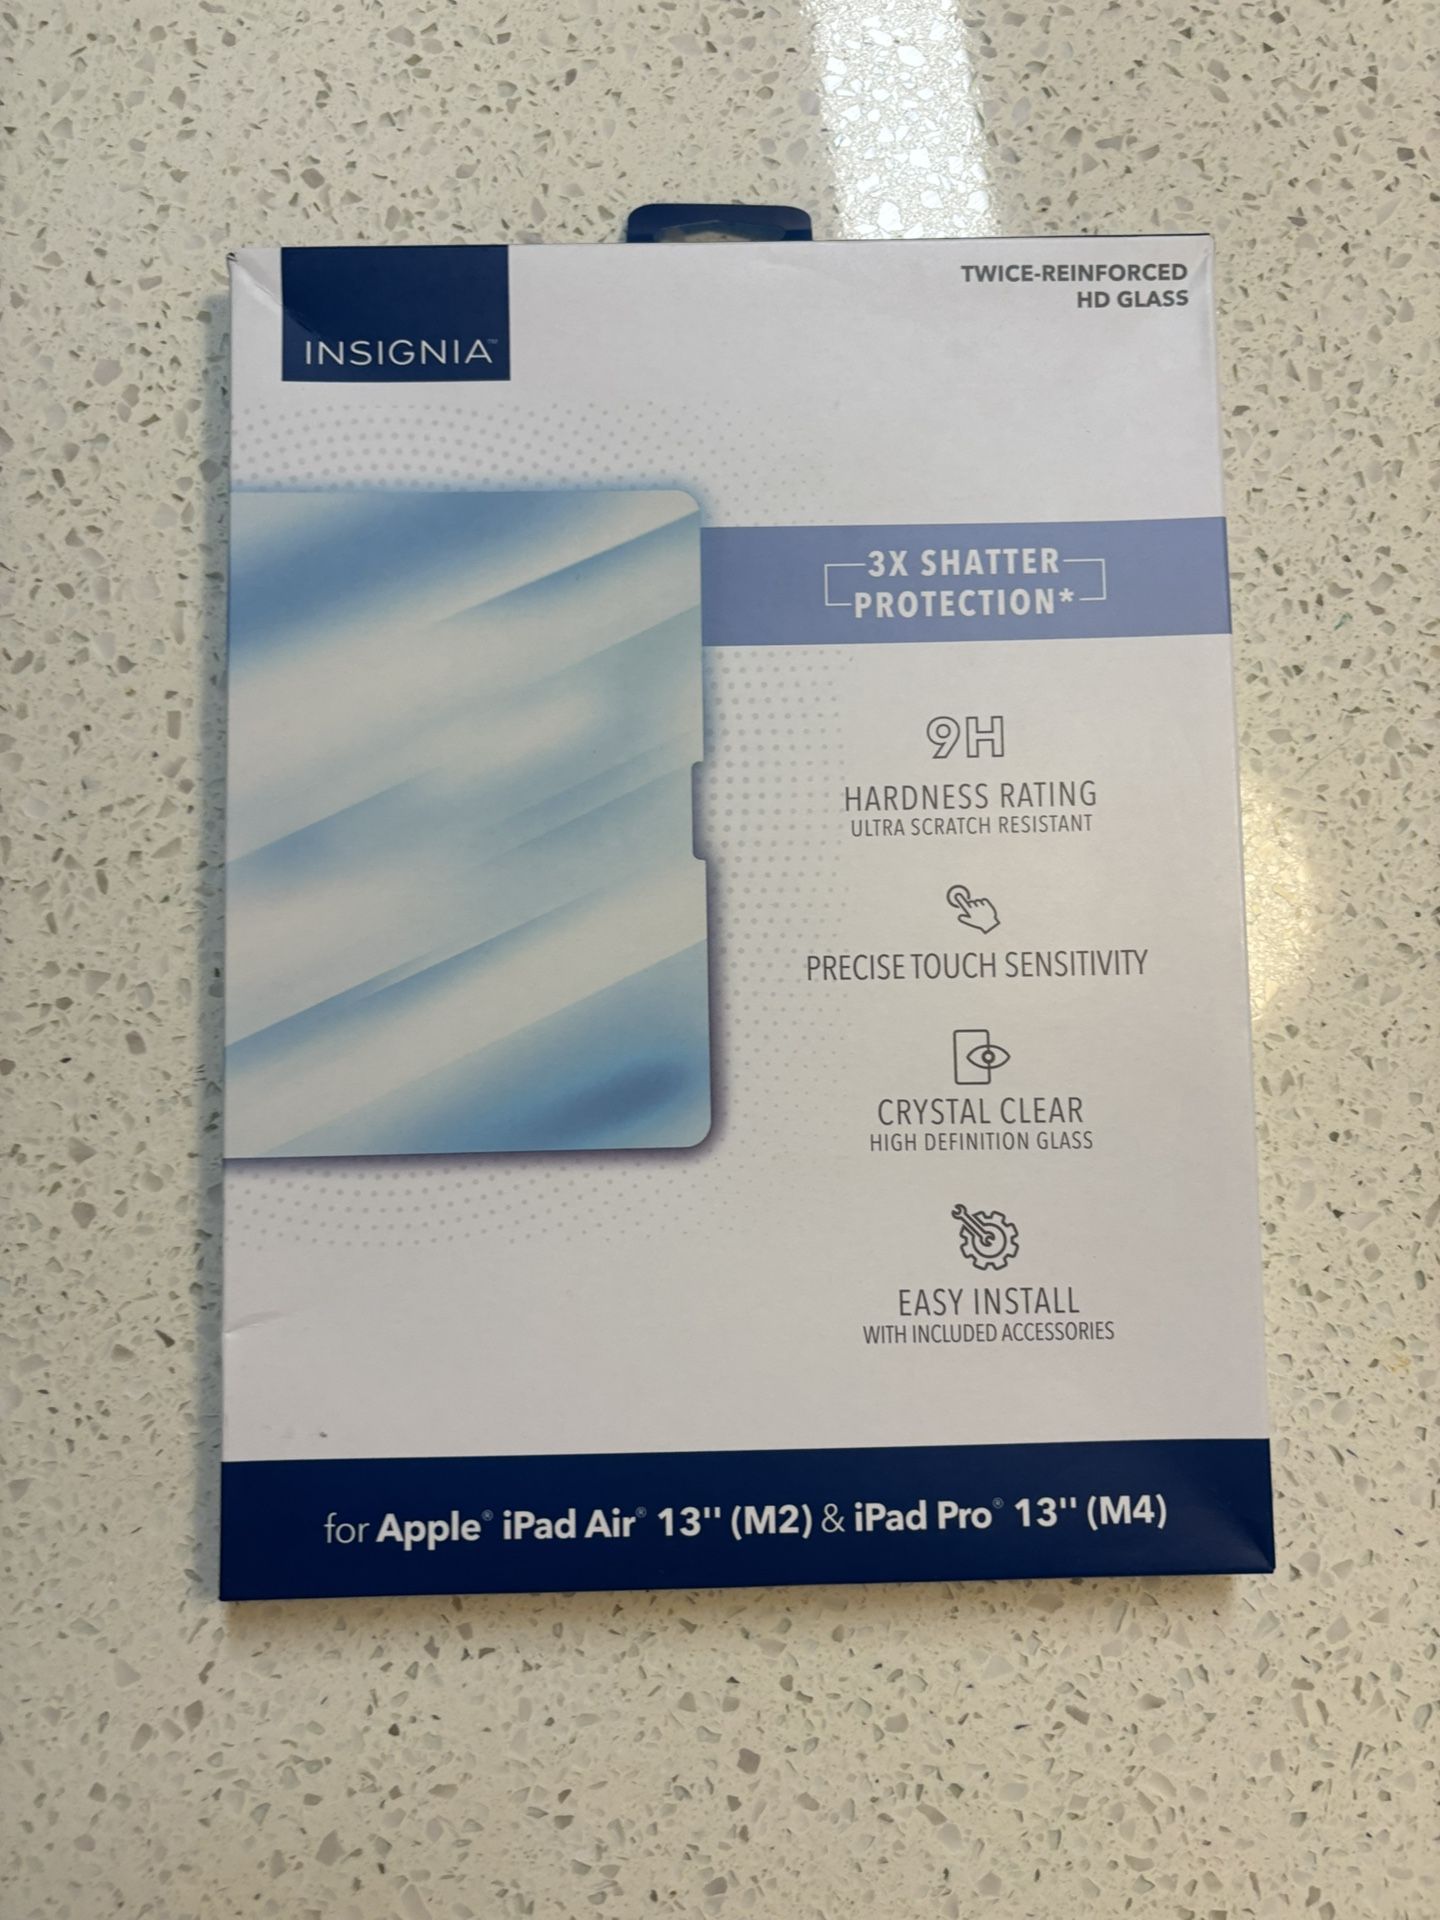 TWICE-REINFORCED
HD GLASS
INSIGNIA™
3X SHATTER
PROTECTION*
9H
HARDNESS RATING
ULTRA SCRATCH RESISTANT
PRECISE TOUCH SENSITIVITY
CRYSTAL CLEAR
HIGH DEFINITION GLASS
EASY INSTALL
WITH INCLUDED ACCESSORIES
for Apple® iPad Air® 13'' (M2) & iPad Pro® 13'' (M4)